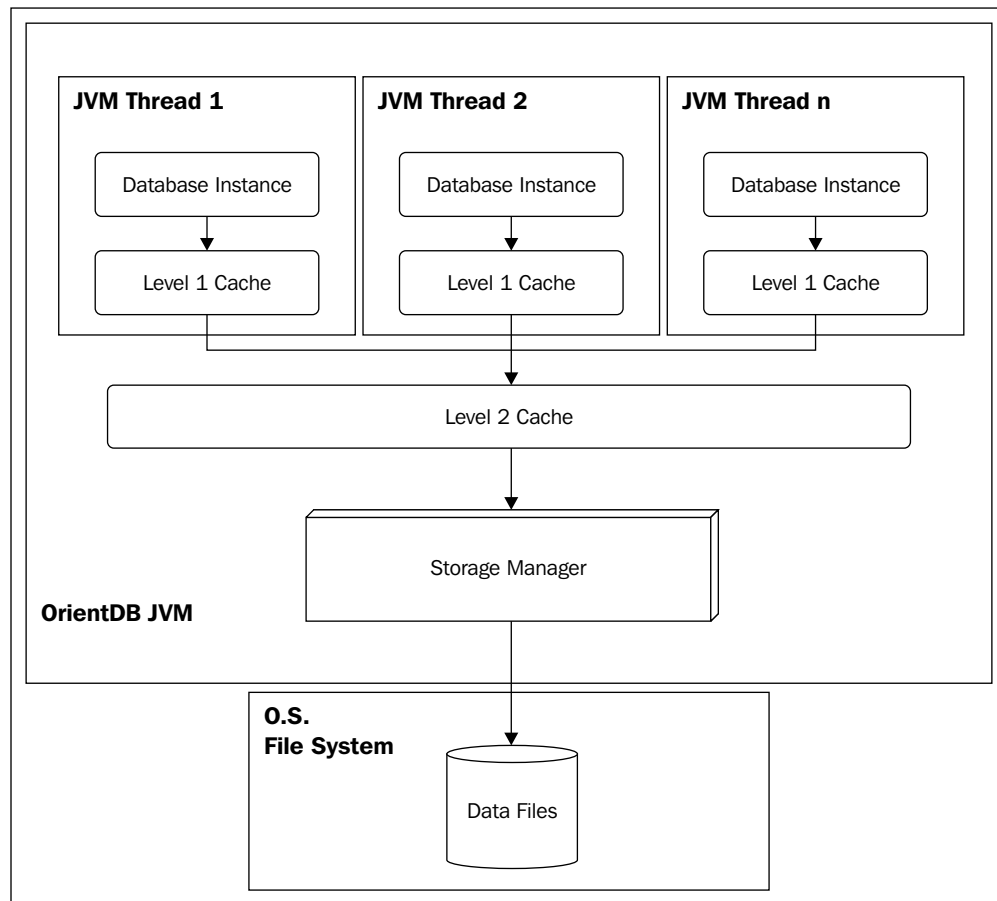 JVM Thread 1
JVM Thread 2
JVM Thread n
Database Instance
Database Instance
Database Instance
Level 1 Cache
Level 1 Cache
Level 1 Cache
Level 2 Cache
Storage Manager
OrientDB JVM
O.S.
File System
Data Files